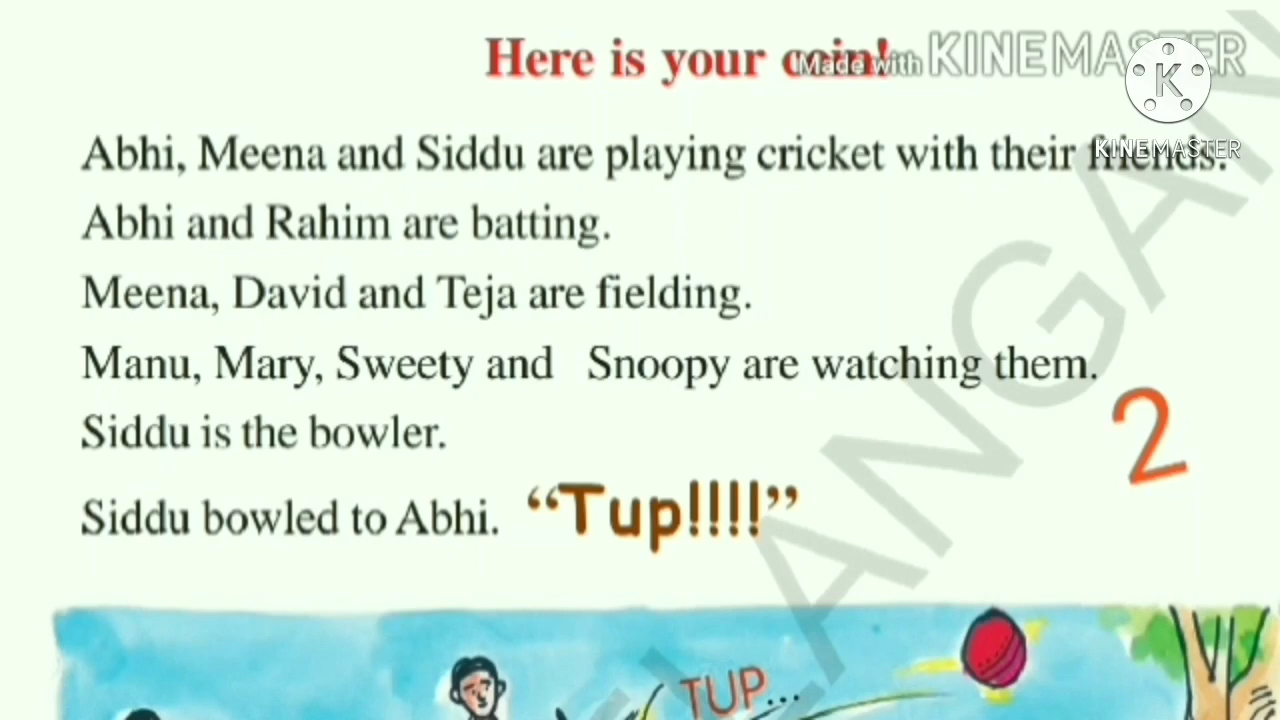 Here is your coin!
Made with KINEMASTER
K
KINEMASTER
Abhi, Meena and Siddu are playing cricket with their friends.
Abhi and Rahim are batting.
Meena, David and Teja are fielding.
Manu, Mary, Sweety and Snoopy are watching them.
Siddu is the bowler.
2
Siddu bowled to Abhi. “Tup!!!!”
TUP...